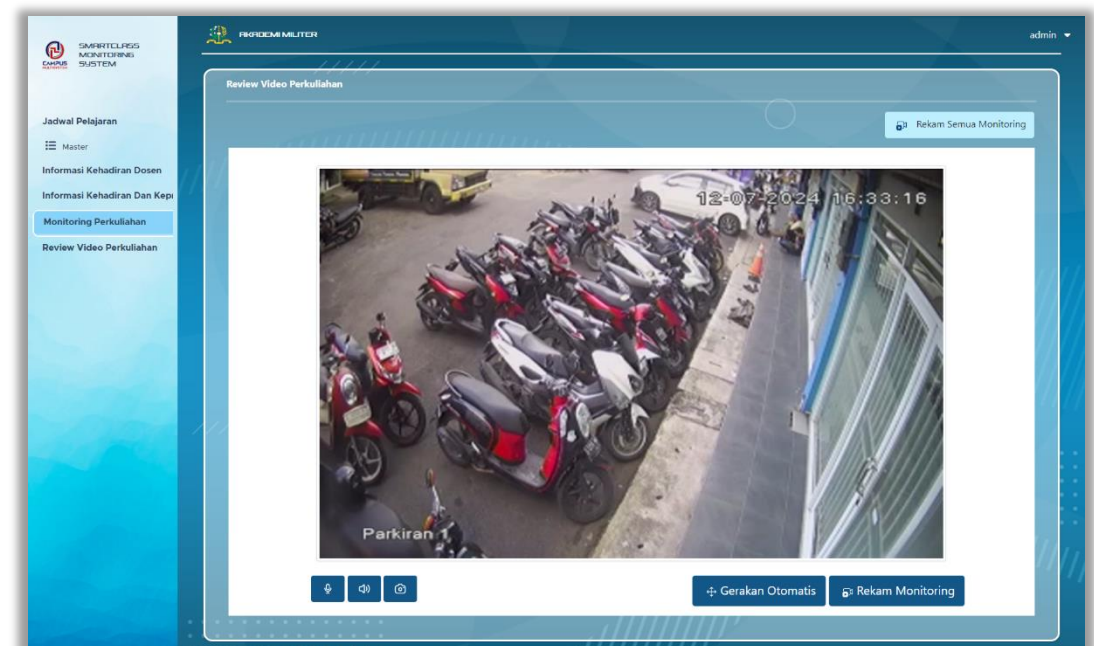 CAMPUS
SMARTCLASS
MONITORING
SYSTEM
AKADEMI MILITER
admin
Jadwal Pelajaran
Master
Informasi Kehadiran Dosen
Informasi Kehadiran Dan Kep
Monitoring Perkuliahan
Review Video Perkuliahan
Review Video Perkuliahan
Rekam Semua Monitoring
12-07-2024 16:33:16
Parkiran 1
Gerakan Otomatis
Rekam Monitoring